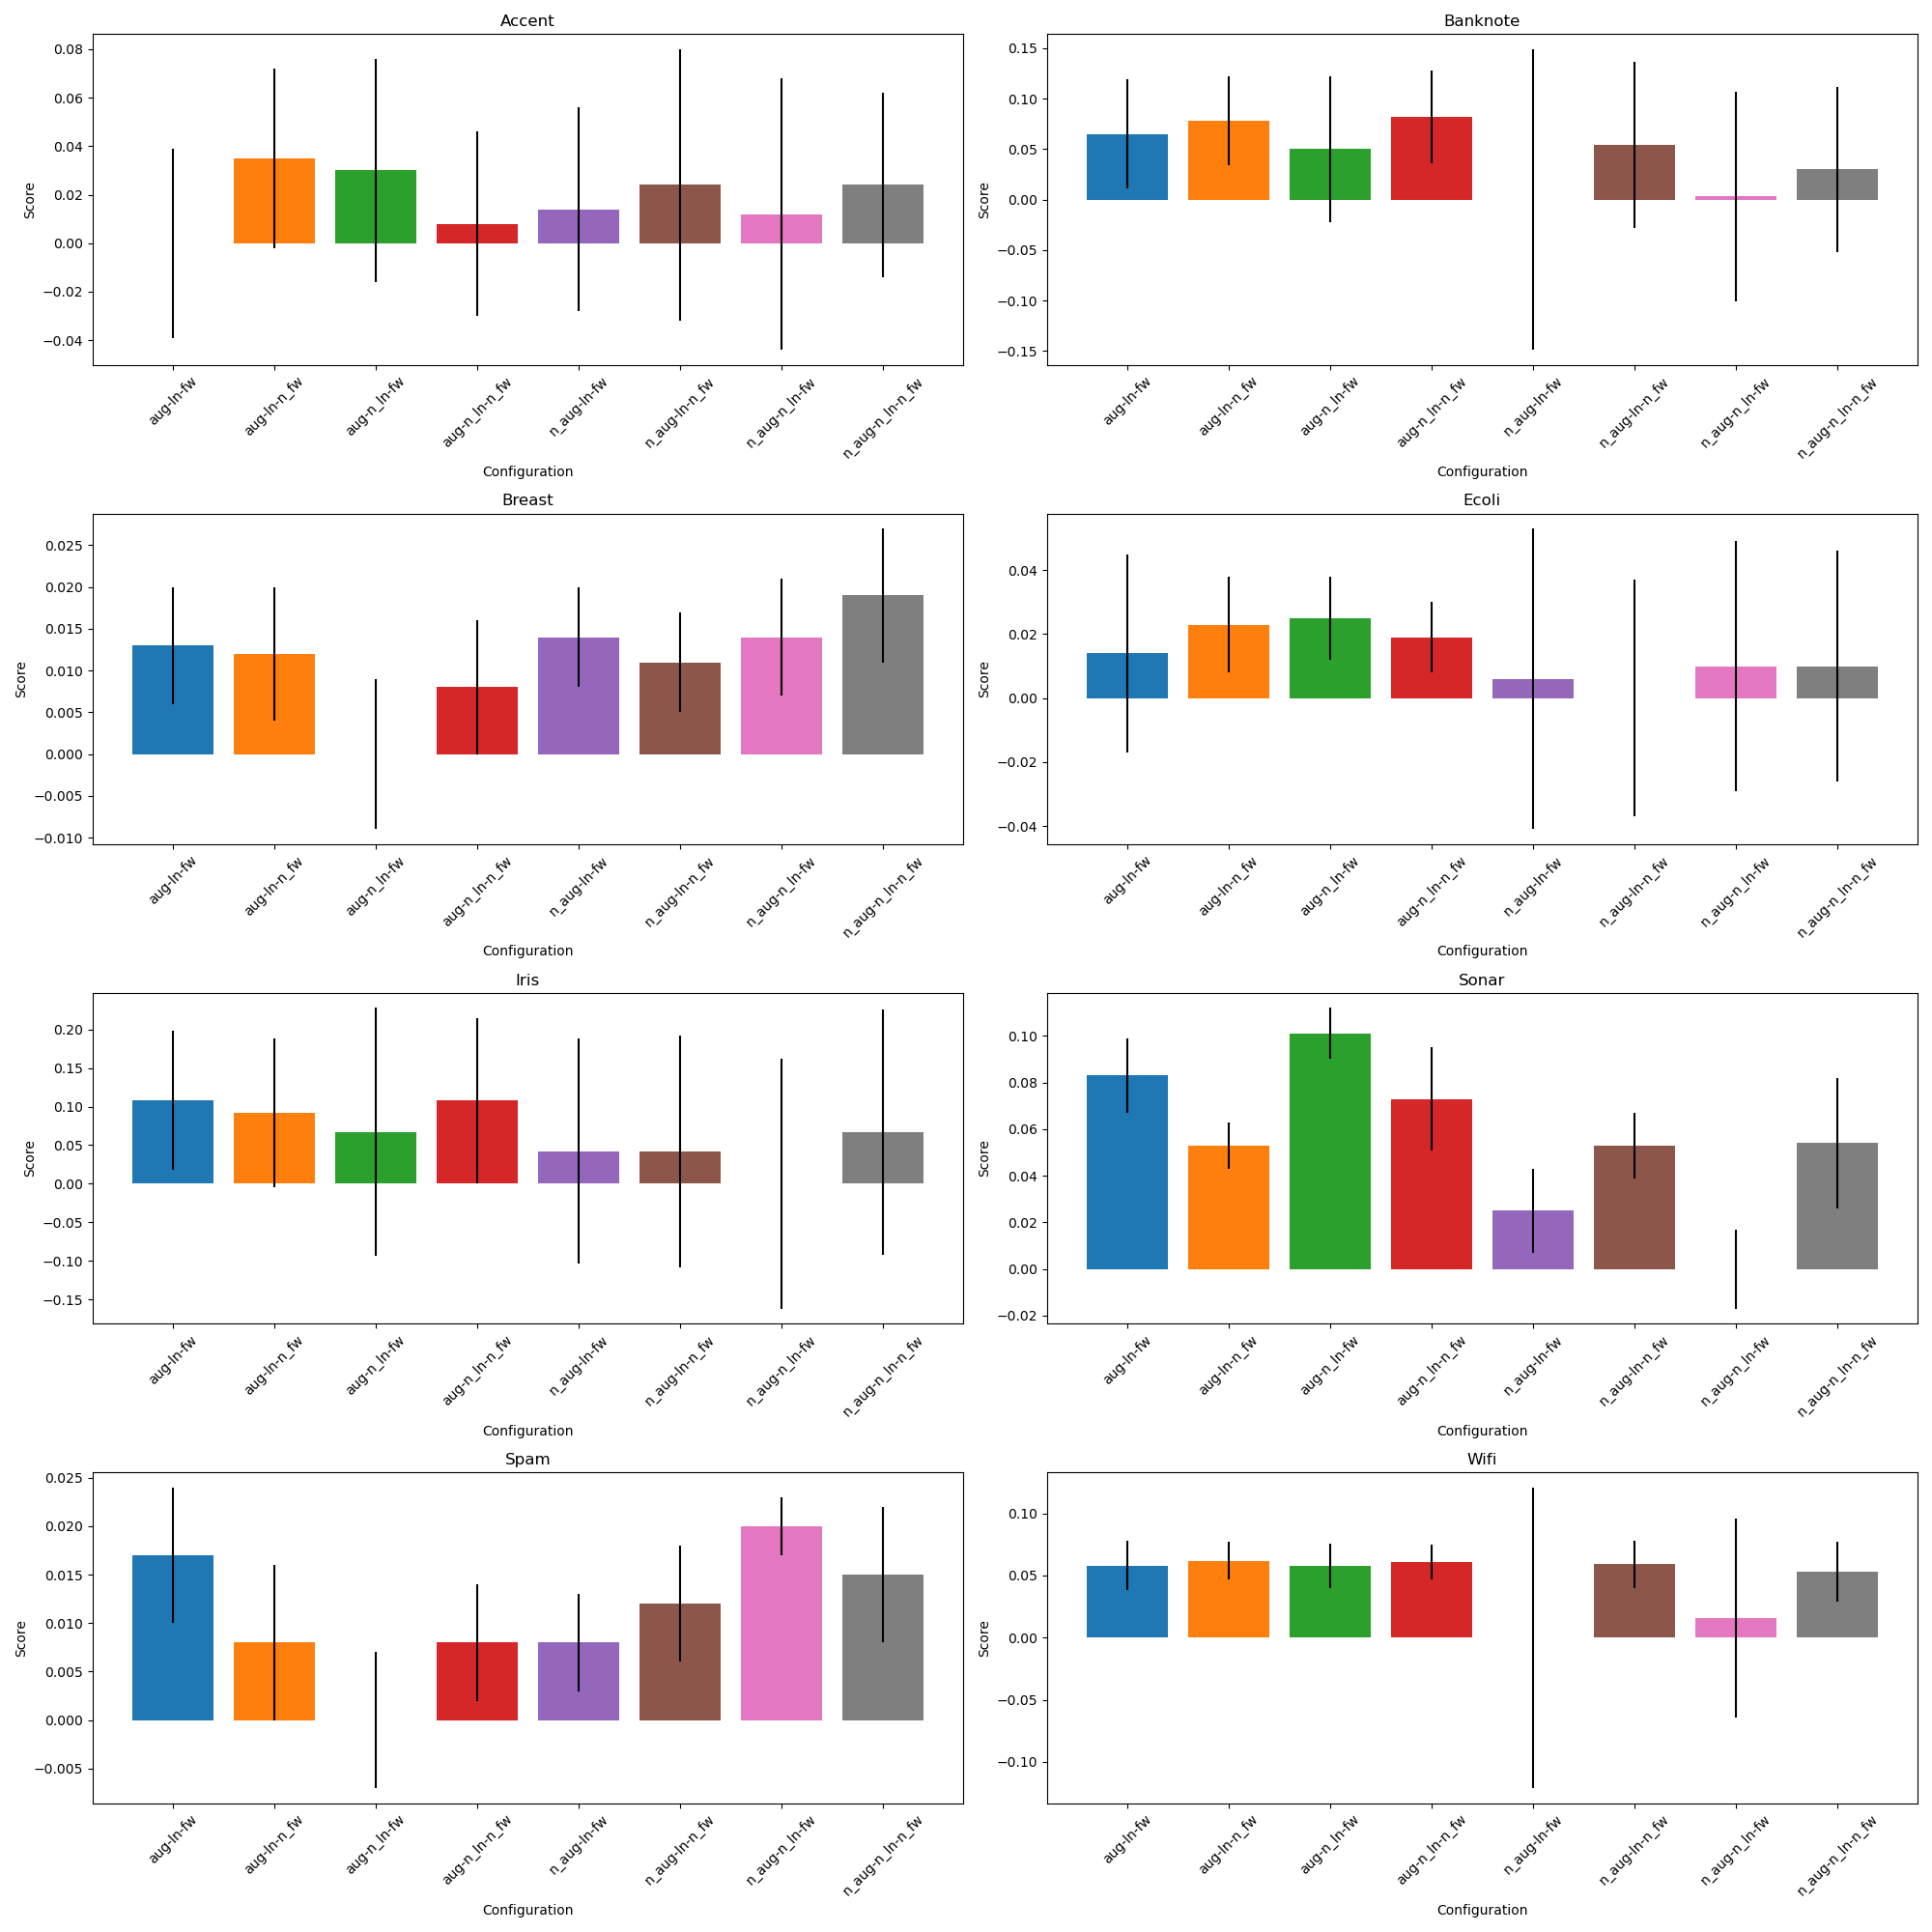 Accent
0.08
0.06
0.04
0.02
0.00
−0.02
−0.04
Score
aug-ln-fw
aug-ln-n_fw
aug-n_ln-fw
aug-n_ln-n_fw
n_aug-ln-fw
n_aug-ln-n_fw
n_aug-n_ln-fw
n_aug-n_ln-n_fw
Configuration
Banknote
0.15
0.10
0.05
0.00
−0.05
−0.10
−0.15
Score
aug-ln-fw
aug-ln-n_fw
aug-n_ln-fw
aug-n_ln-n_fw
n_aug-ln-fw
n_aug-ln-n_fw
n_aug-n_ln-fw
n_aug-n_ln-n_fw
Configuration
Breast
0.025
0.020
0.015
0.010
0.005
0.000
−0.005
−0.010
Score
aug-ln-fw
aug-ln-n_fw
aug-n_ln-fw
aug-n_ln-n_fw
n_aug-ln-fw
n_aug-ln-n_fw
n_aug-n_ln-fw
n_aug-n_ln-n_fw
Configuration
Ecoli
0.04
0.02
0.00
−0.02
−0.04
Score
aug-ln-fw
aug-ln-n_fw
aug-n_ln-fw
aug-n_ln-n_fw
n_aug-ln-fw
n_aug-ln-n_fw
n_aug-n_ln-fw
n_aug-n_ln-n_fw
Configuration
Iris
0.20
0.15
0.10
0.05
0.00
−0.05
−0.10
−0.15
Score
aug-ln-fw
aug-ln-n_fw
aug-n_ln-fw
aug-n_ln-n_fw
n_aug-ln-fw
n_aug-ln-n_fw
n_aug-n_ln-fw
n_aug-n_ln-n_fw
Configuration
Sonar
0.10
0.08
0.06
0.04
0.02
0.00
−0.02
Score
aug-ln-fw
aug-ln-n_fw
aug-n_ln-fw
aug-n_ln-n_fw
n_aug-ln-fw
n_aug-ln-n_fw
n_aug-n_ln-fw
n_aug-n_ln-n_fw
Configuration
Spam
0.025
0.020
0.015
0.010
0.005
0.000
−0.005
Score
aug-ln-fw
aug-ln-n_fw
aug-n_ln-fw
aug-n_ln-n_fw
n_aug-ln-fw
n_aug-ln-n_fw
n_aug-n_ln-fw
n_aug-n_ln-n_fw
Configuration
Wifi
0.10
0.05
0.00
−0.05
−0.10
Score
aug-ln-fw
aug-ln-n_fw
aug-n_ln-fw
aug-n_ln-n_fw
n_aug-ln-fw
n_aug-ln-n_fw
n_aug-n_ln-fw
n_aug-n_ln-n_fw
Configuration